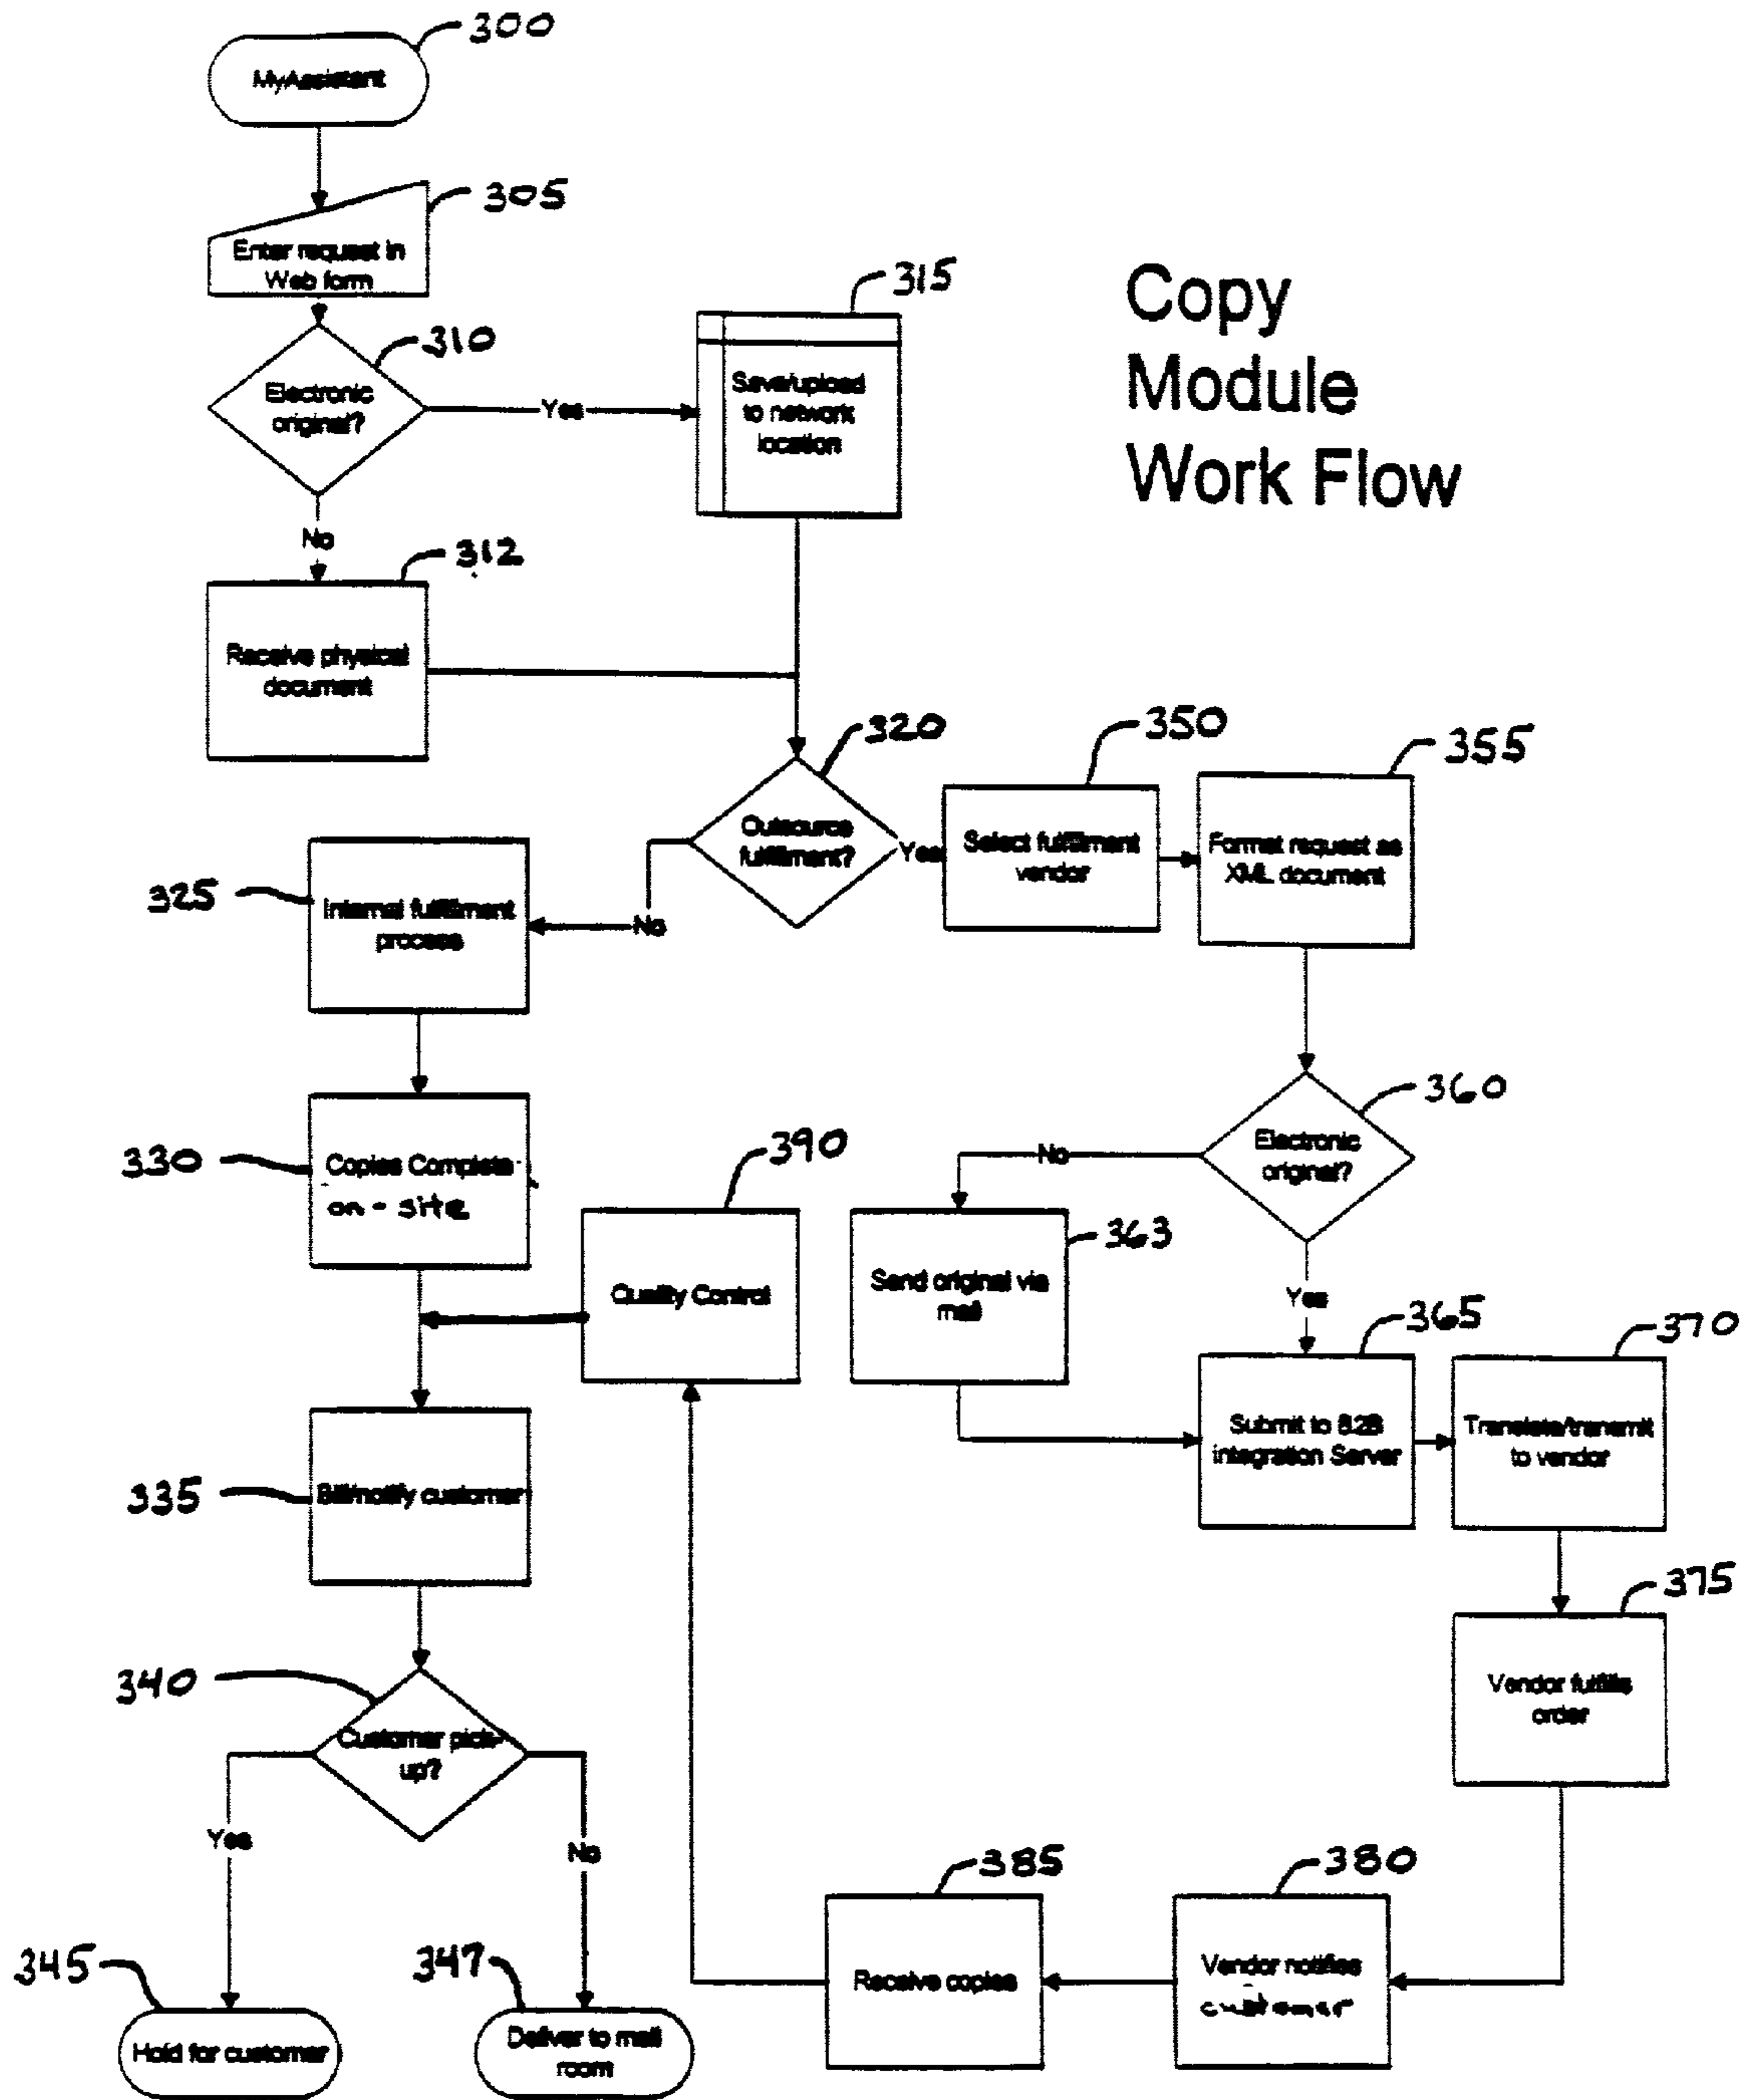 300
MyAssistant
305
Enter request in
Web form
315
Copy
Module
Work Flow
310
Electronic
original?
Yes
Save/upload
to network
location
No
312
Receive physical
document
320
350
355
Outsource
fulfillment?
Yes
Select fulfillment
vendor
Format request as
XML document
325
Internal fulfillment
process
No
360
Electronic
original?
No
330
Copies Complete
on-site
390
363
Quality Control
Send original via
mail
Yes
365
370
Submit to B2B
integration Server
Translate/transmit
to vendor
335
Bill/notify customer
375
Vendor fulfills
order
340
Customer pick-
up?
Yes
No
385
380
345
347
Receive copies
Vendor notifies
customer
Hold for customer
Deliver to mail
room